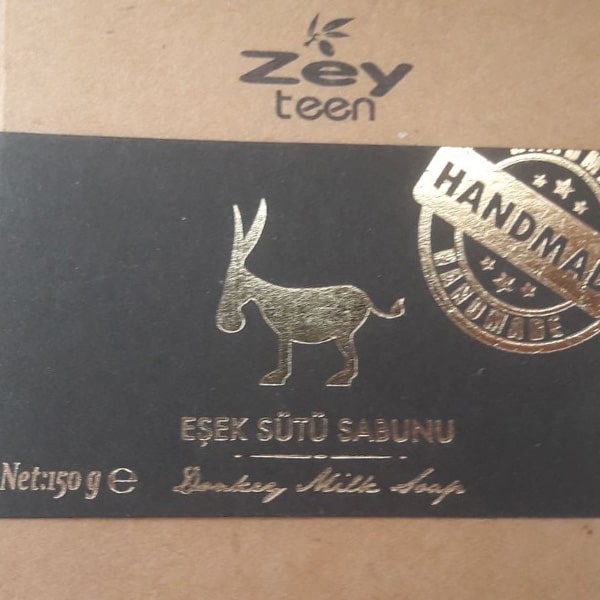 Zey
teen
HANDMADE
HANDMADE
EŞEK SÜTÜ SABUNU
Net:150 g ℮
Donkey Milk Soap